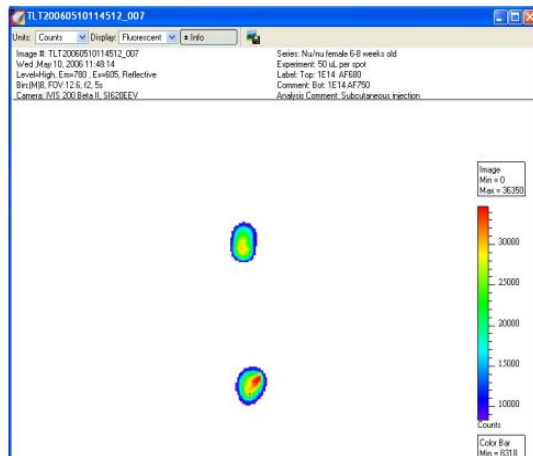 TLT20060510114512_007
Units: Counts Display: Fluorescent Info
Image #: TLT20060510114512_007
Wed ,May 10, 2006 11:48:14
Level=High, Em=780 , Ex=605, Reflective
Bin:(M)8, FOV:12.6, f2, 5s
Camera: IVIS 200 Beta II, SI620EEV
Series: Nu/nu female 6-8 weeks old
Experiment: 50 uL per spot
Label: Top: 1E14 AF680
Comment: Bot: 1E14 AF750
Analysis Comment: Subcutaneous injection
Image
Min = 0
Max = 36350
30000
25000
20000
15000
10000
Counts
Color Bar
Min = 8318